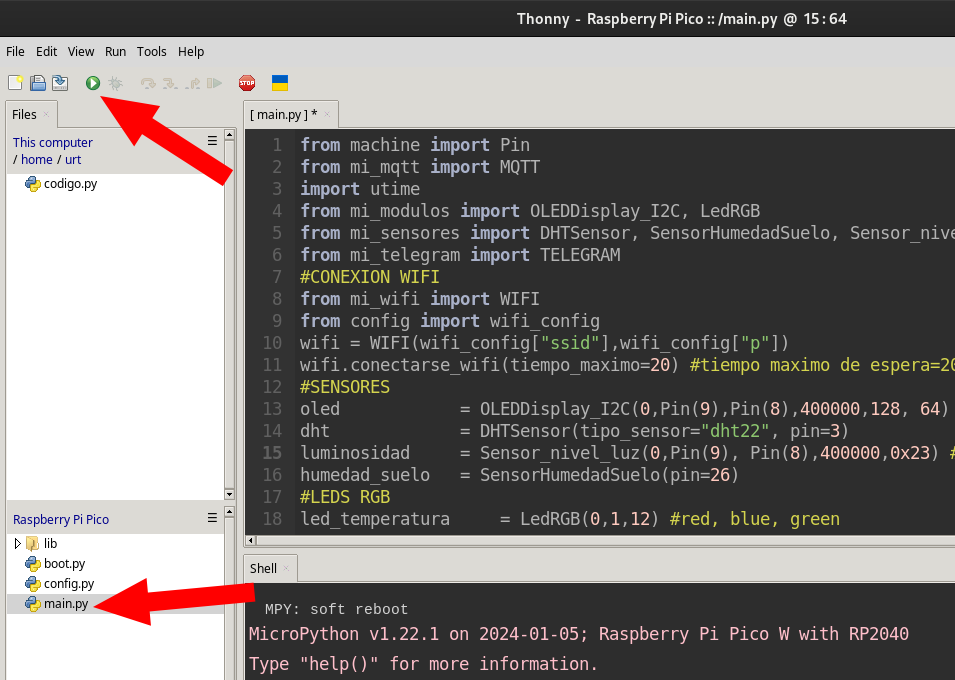 Thonny - Raspberry Pi Pico :: /main.py @ 15:64
File Edit View Run Tools Help
STOP
Files
This computer
/ home / urt
codigo.py
Raspberry Pi Pico
lib
boot.py
config.py
main.py
[ main.py ] *
1 from machine import Pin
2 from mi_mqtt import MQTT
3 import utime
4 from mi_modulos import OLEDDisplay_I2C, LedRGB
5 from mi_sensores import DHTSensor, SensorHumedadSuelo, Sensor_nive
6 from mi_telegram import TELEGRAM
7 #CONEXION WIFI
8 from mi_wifi import WIFI
9 from config import wifi_config
10 wifi = WIFI(wifi_config["ssid"],wifi_config["p"])
11 wifi.conectarse_wifi(tiempo_maximo=20) #tiempo maximo de espera=20
12 #SENSORES
13 oled = OLEDDisplay_I2C(0,Pin(9),Pin(8),400000,128, 64)
14 dht = DHTSensor(tipo_sensor="dht22", pin=3)
15 luminosidad = Sensor_nivel_luz(0,Pin(9), Pin(8),400000,0x23) #
16 humedad_suelo = SensorHumedadSuelo(pin=26)
17 #LEDS RGB
18 led_temperatura = LedRGB(0,1,12) #red, blue, green
Shell
MPY: soft reboot
MicroPython v1.22.1 on 2024-01-05; Raspberry Pi Pico W with RP2040
Type "help()" for more information.